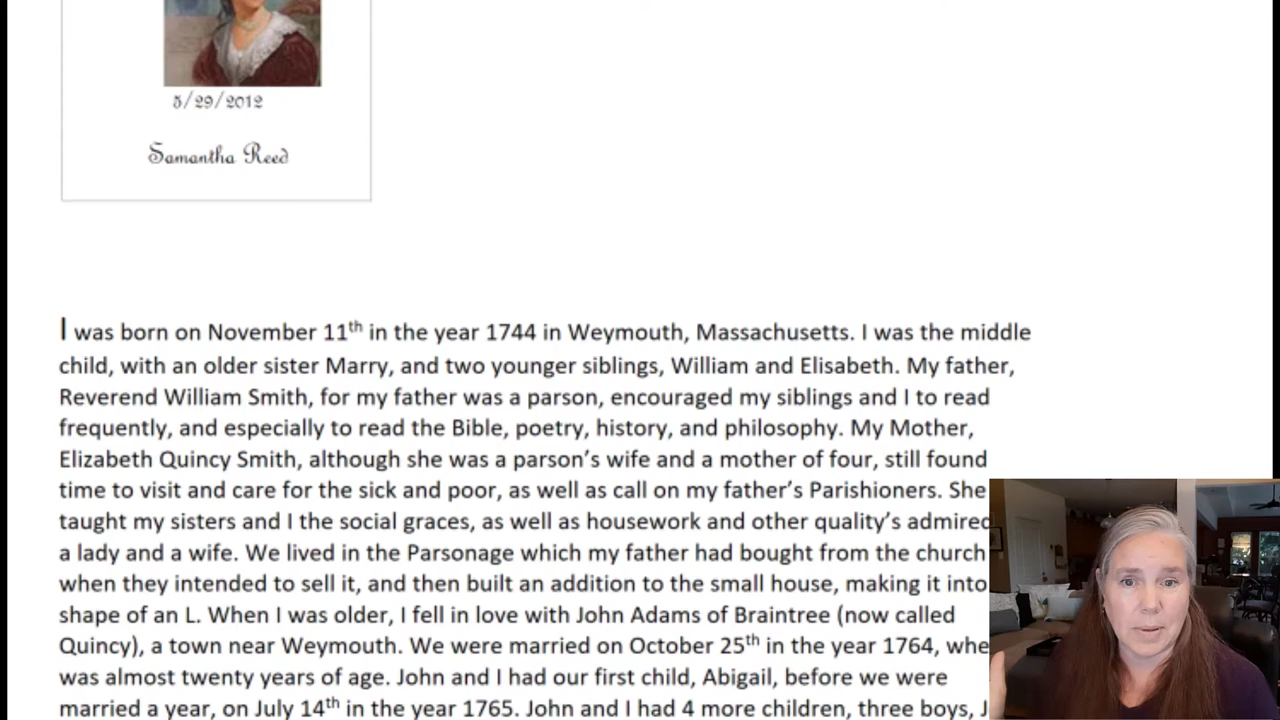 5/29/2012
Samantha Reed
I was born on November 11th in the year 1744 in Weymouth, Massachusetts. I was the middle
child, with an older sister Marry, and two younger siblings, William and Elisabeth. My father,
Reverend William Smith, for my father was a parson, encouraged my siblings and I to read
frequently, and especially to read the Bible, poetry, history, and philosophy. My Mother,
Elizabeth Quincy Smith, although she was a parson's wife and a mother of four, still found
time to visit and care for the sick and poor, as well as call on my father's Parishioners. She
taught my sisters and I the social graces, as well as housework and other quality's admired
a lady and a wife. We lived in the Parsonage which my father had bought from the church
when they intended to sell it, and then built an addition to the small house, making it into
shape of an L. When I was older, I fell in love with John Adams of Braintree (now called
Quincy), a town near Weymouth. We were married on October 25th in the year 1764, whe
was almost twenty years of age. John and I had our first child, Abigail, before we were
married a year, on July 14th in the year 1765. John and I had 4 more children, three boys, J